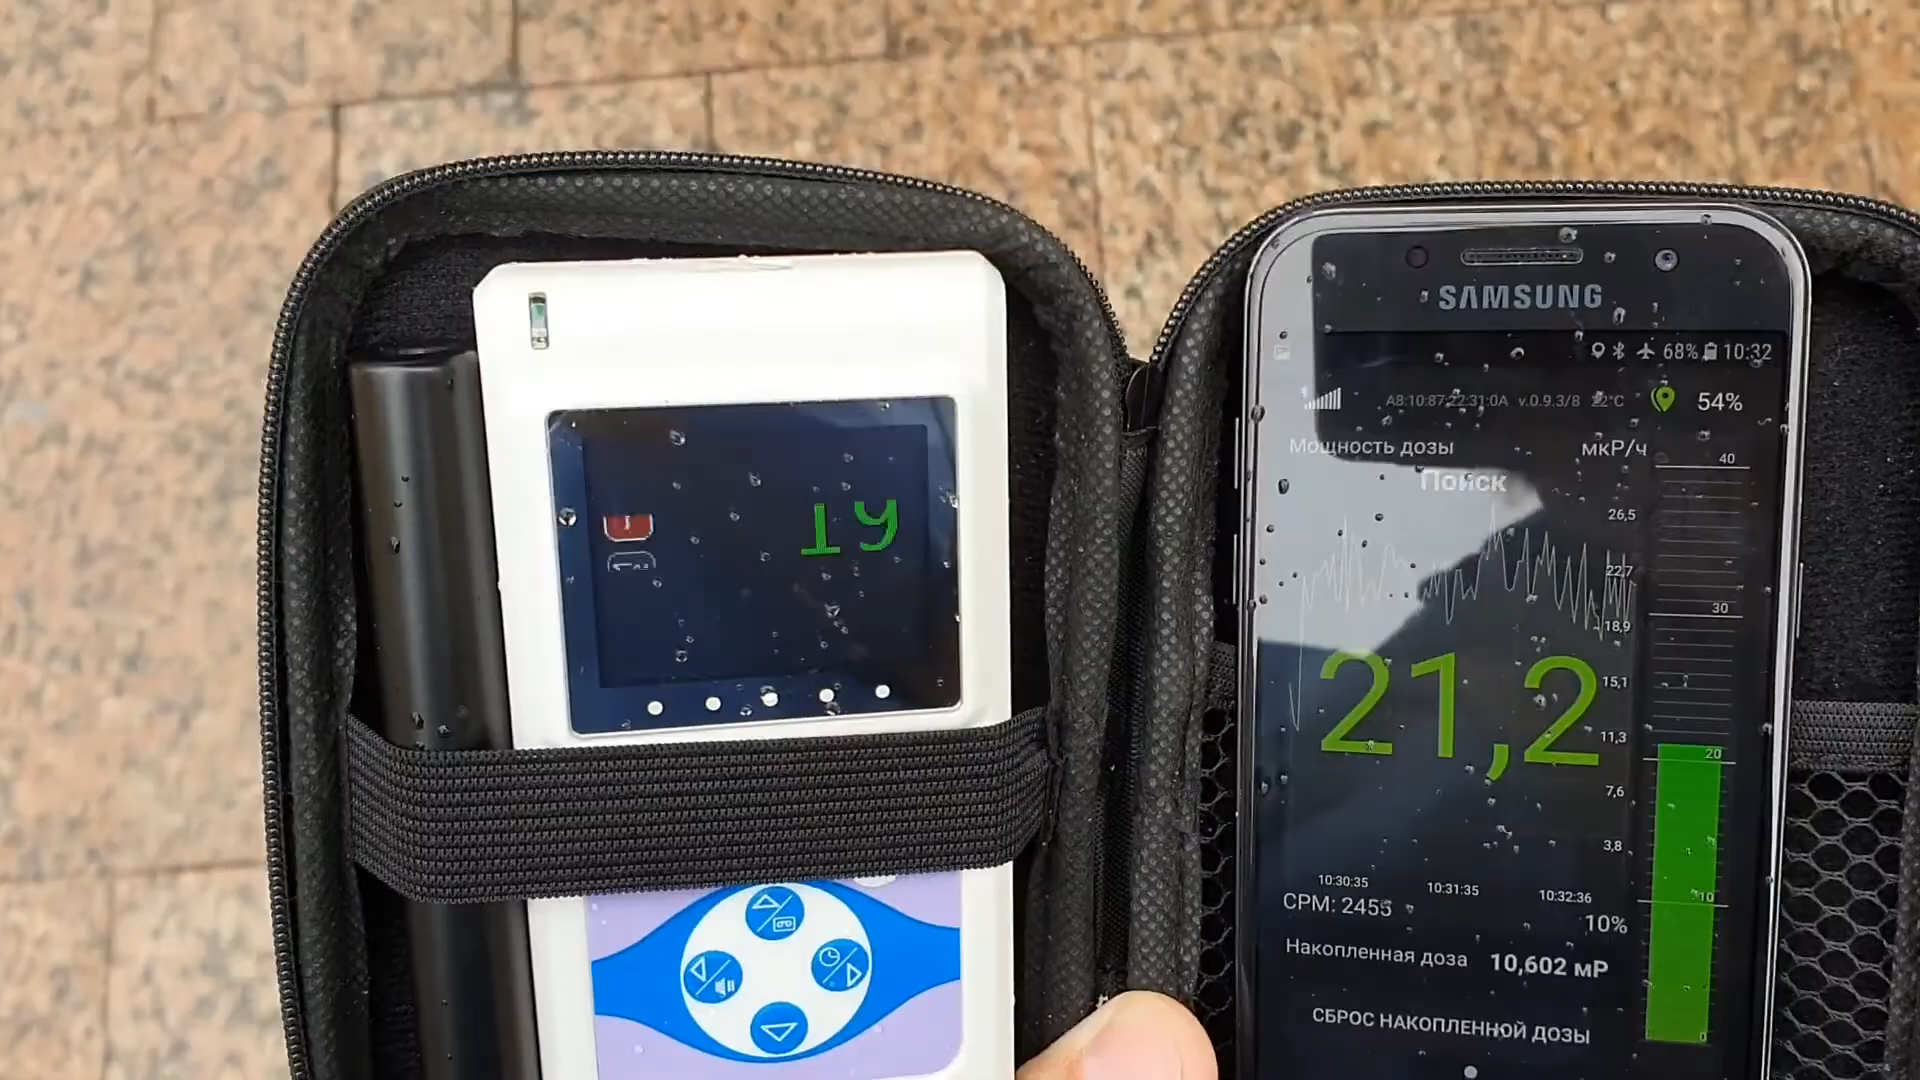 SAMSUNG
68% 10:32
A8:10:87:22:31:0A v.0.9.3/8 22°C 54%
Мощность дозы мкР/ч
Поиск
40
26,5
22,7
30
18,9
21,2
15,1
11,3
20
7,6
3,8
10:30:35 10:31:35 10:32:36
10
CPM: 2455
10%
Накопленная доза 10,602 мР
СБРОС НАКОПЛЕННОЙ ДОЗЫ
0